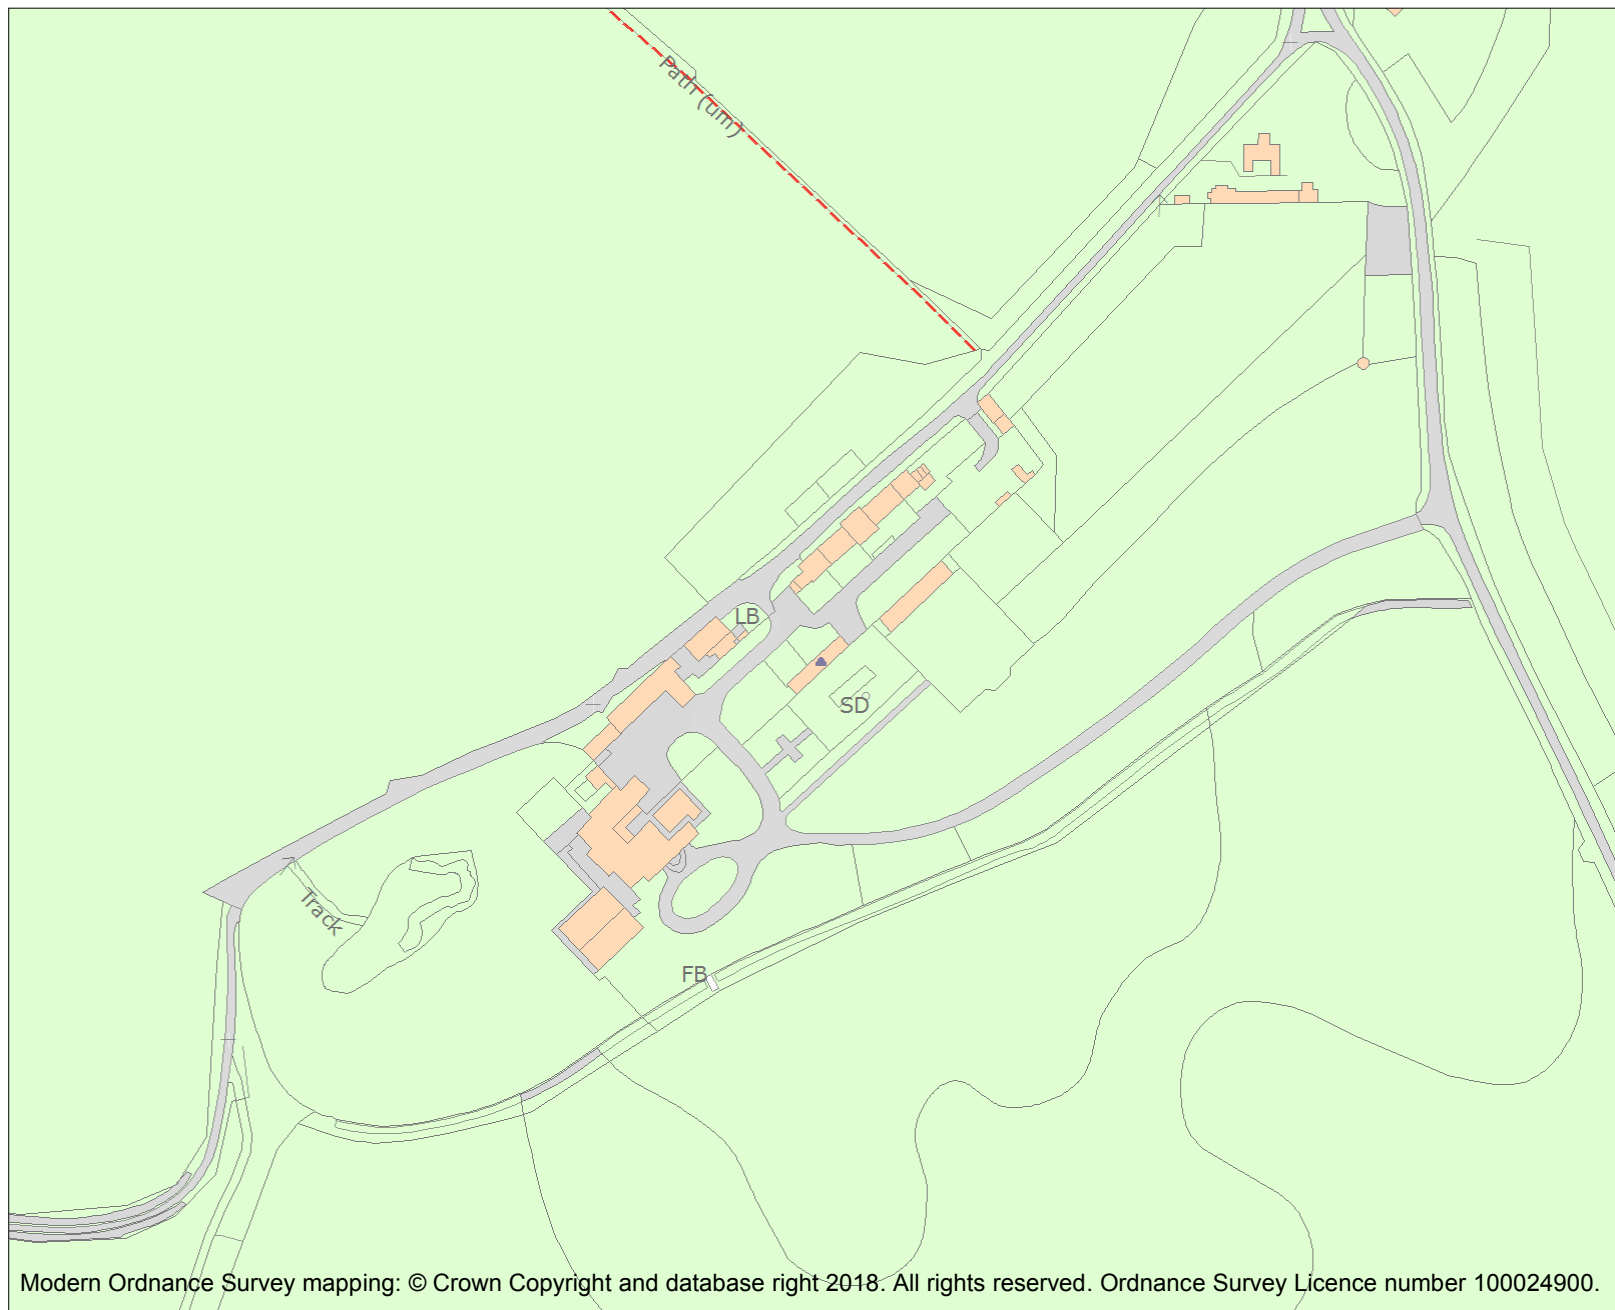 Path (um)
LB
SD
Track
FB
Modern Ordnance Survey mapping: © Crown Copyright and database right 2018. All rights reserved. Ordnance Survey Licence number 100024900.